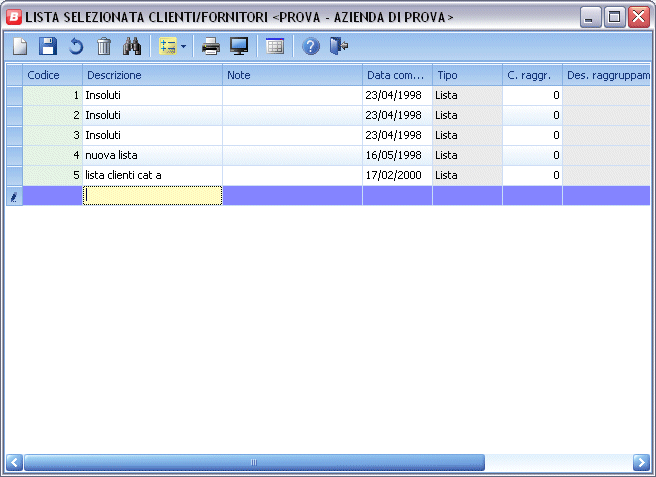 B LISTA SELEZIONATA CLIENTI/FORNITORI <PROVA - AZIENDA DI PROVA>
Codice Descrizione Note Data com... Tipo C. raggr. Des. raggruppam
1 Insoluti 23/04/1998 Lista 0
2 Insoluti 23/04/1998 Lista 0
3 Insoluti 23/04/1998 Lista 0
4 nuova lista 16/05/1998 Lista 0
5 lista clienti cat a 17/02/2000 Lista 0